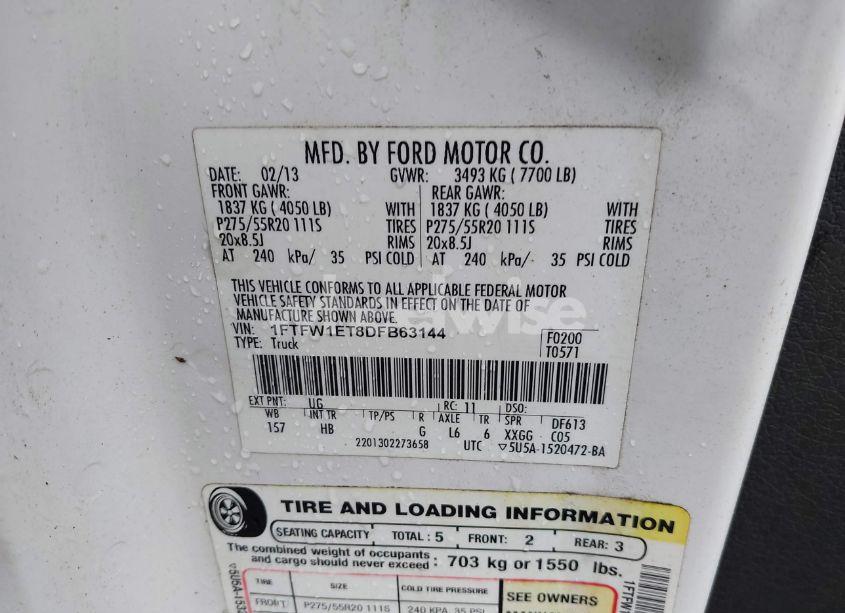 MFD. BY FORD MOTOR CO.
DATE: 02/13 GVWR: 3493 KG ( 7700 LB)
FRONT GAWR: REAR GAWR:
1837 KG ( 4050 LB) WITH 1837 KG ( 4050 LB) WITH
P275/55R20 111S TIRES P275/55R20 111S TIRES
20x8.5J RIMS 20x8.5J RIMS
AT 240 kPa/ 35 PSI COLD AT 240 kPa/ 35 PSI COLD
THIS VEHICLE CONFORMS TO ALL APPLICABLE FEDERAL MOTOR
VEHICLE SAFETY STANDARDS IN EFFECT ON THE DATE OF
MANUFACTURE SHOWN ABOVE.
VIN: 1FTFW1ET8DFB63144 F0200
TYPE: Truck T0571
EXT PNT: UG RC: 11 DSO:
WB INT TR TP/PS R AXLE TR SPR DF613
157 HB G L6 6 XXGG C05
2201302273658 UTC ▽5U5A-1520472-BA
TIRE AND LOADING INFORMATION
SEATING CAPACITY TOTAL : 5 FRONT: 2 REAR: 3
The combined weight of occupants
and cargo should never exceed : 703 kg or 1550 lbs.
TIRE SIZE COLD TIRE PRESSURE SEE OWNERS
FRONT P275/55R20 111S 240 KPA, 35 PSI